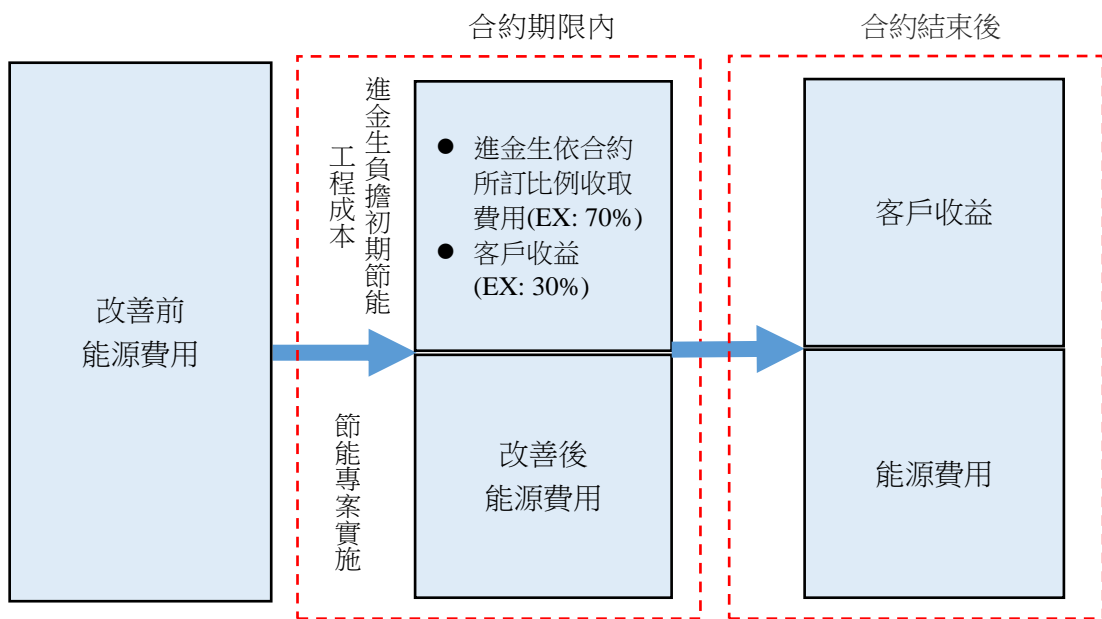 合約期限內
合約結束後
改善前
能源費用
進金生負擔初期節能
工程成本
● 進金生依合約
所訂比例收取
費用(EX: 70%)
● 客戶收益
(EX: 30%)
節能專案實施
改善後
能源費用
客戶收益
能源費用